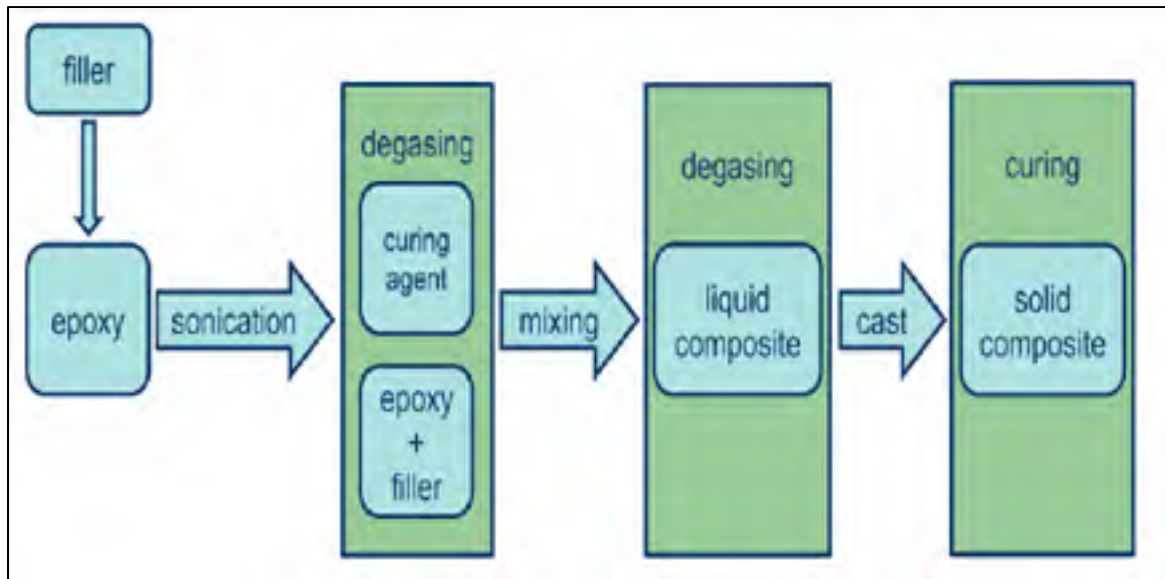 filler
epoxy
sonication
degasing
curing
agent
epoxy
+
filler
mixing
degasing
liquid
composite
cast
curing
solid
composite